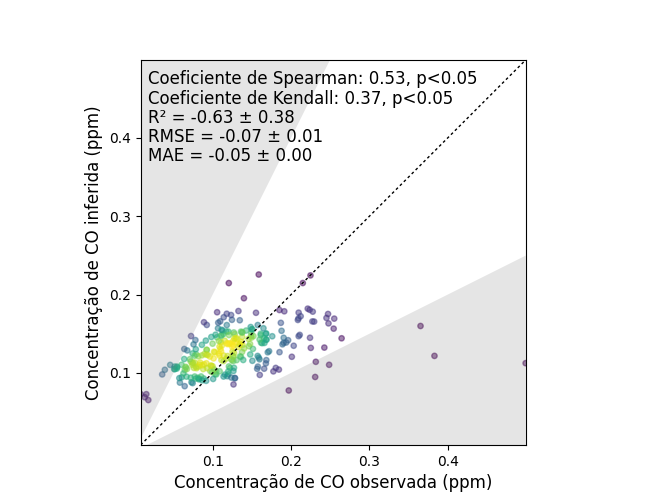 Coeficiente de Spearman: 0.53, p<0.05
Coeficiente de Kendall: 0.37, p<0.05
R² = -0.63 ± 0.38
RMSE = -0.07 ± 0.01
MAE = -0.05 ± 0.00
Concentração de CO inferida (ppm)
0.4
0.3
0.2
0.1
0.1 0.2 0.3 0.4
Concentração de CO observada (ppm)